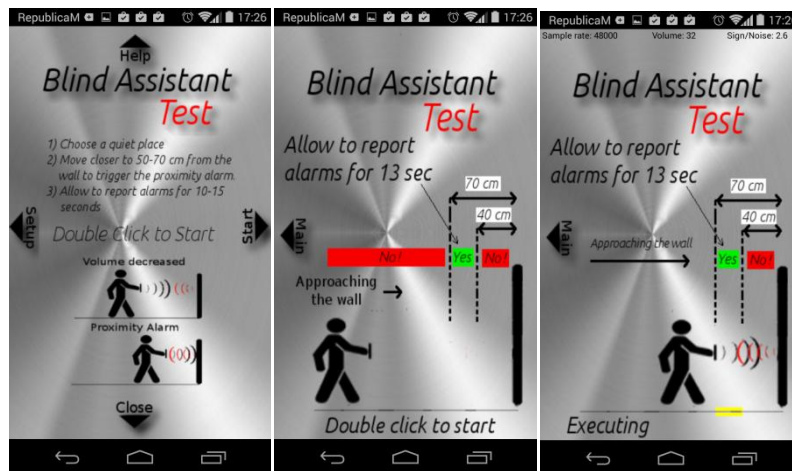 RepublicaM 17:26
Help
Blind Assistant
Test
1) Choose a quiet place
2) Move closer to 50-70 cm from the
wall to trigger the proximity alarm.
3) Allow to report alarms for 10-15
seconds
Setup
Start
Double Click to Start
Volume decreased
Proximity Alarm
Close
RepublicaM 17:26
Blind Assistant
Test
Allow to report
alarms for 13 sec
70 cm
40 cm
Main
No!
Yes
No!
Approaching
the wall
Double click to start
RepublicaM 17:26
Sample rate: 48000 Volume: 32 Sign/Noise: 2.6
Blind Assistant
Test
Allow to report
alarms for 13 sec
70 cm
40 cm
Main
Approaching the wall
Yes
No!
Executing